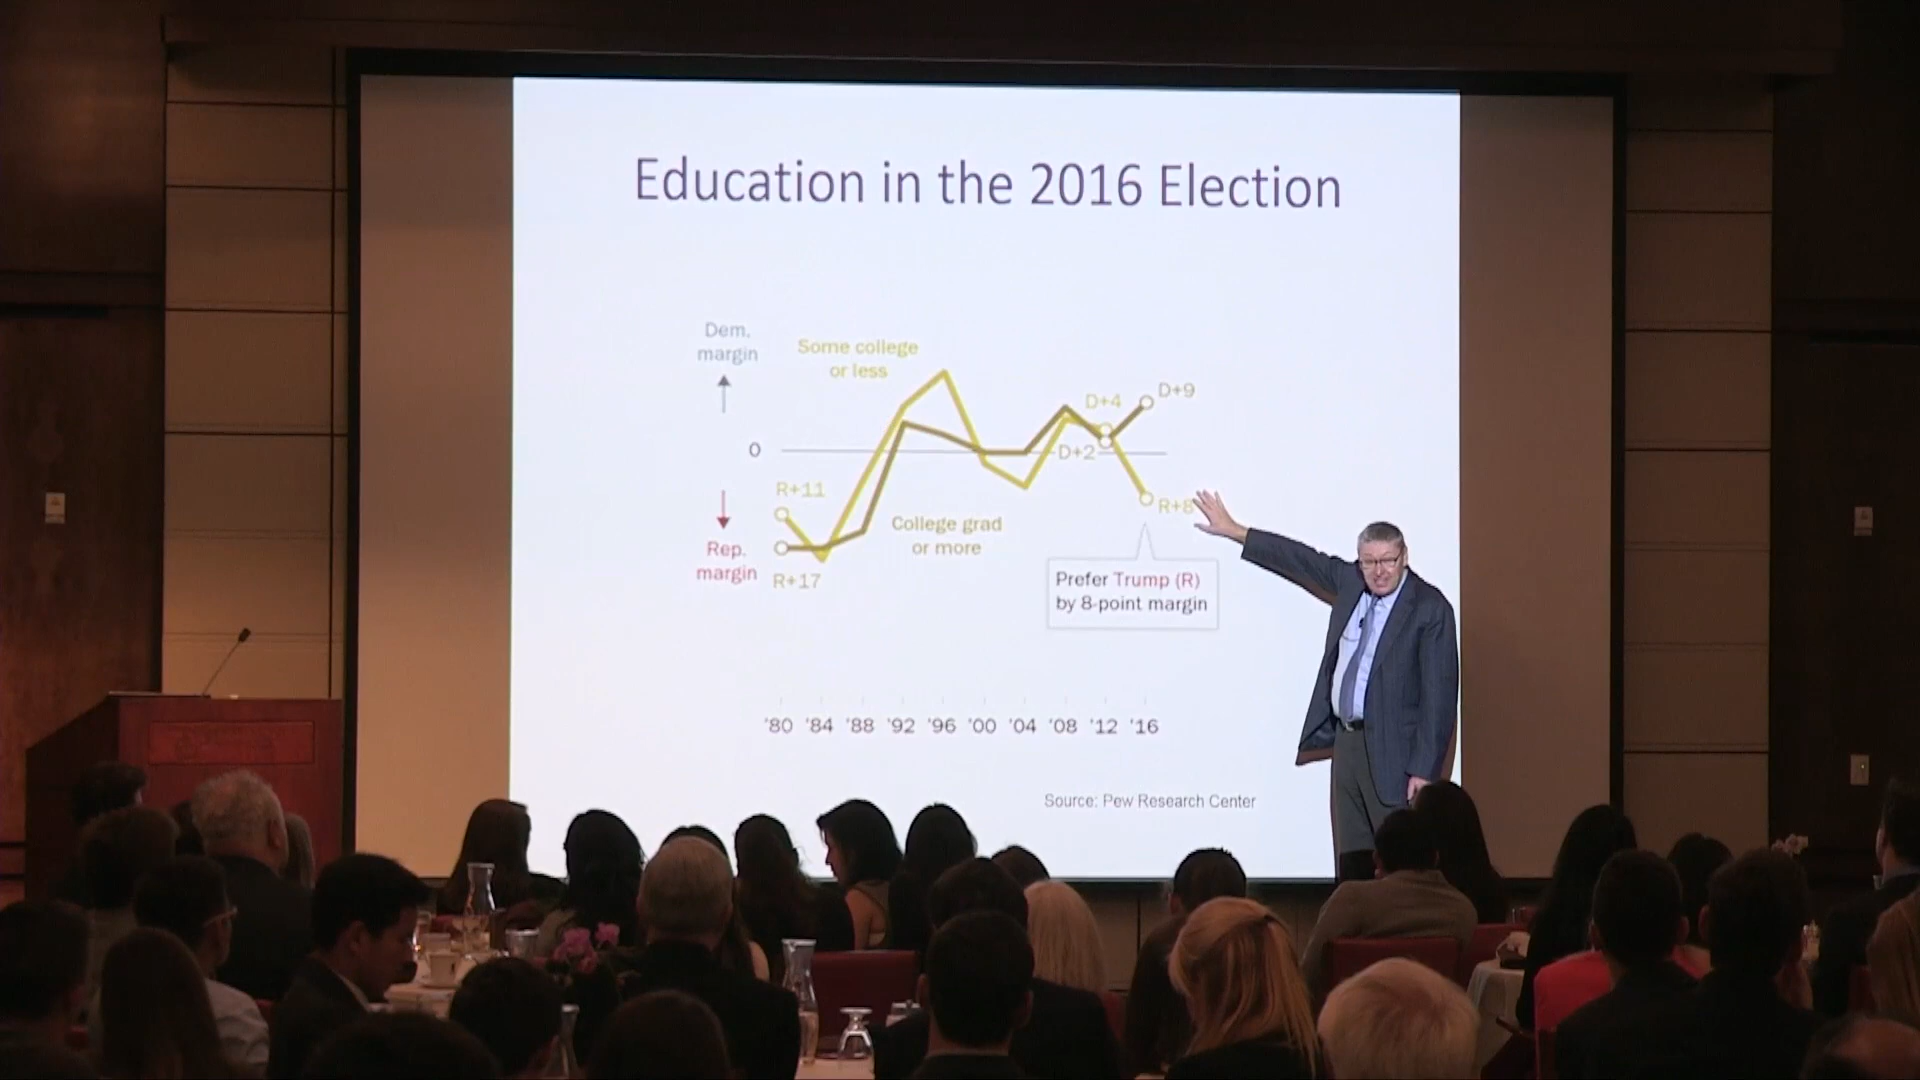 Education in the 2016 Election
Dem.
margin
Some college
or less
D+9
D+4
0
D+2
R+11
R+8
College grad
or more
Rep.
margin
R+17
Prefer Trump (R)
by 8-point margin
'80 '84 '88 '92 '96 '00 '04 '08 '12 '16
Source: Pew Research Center